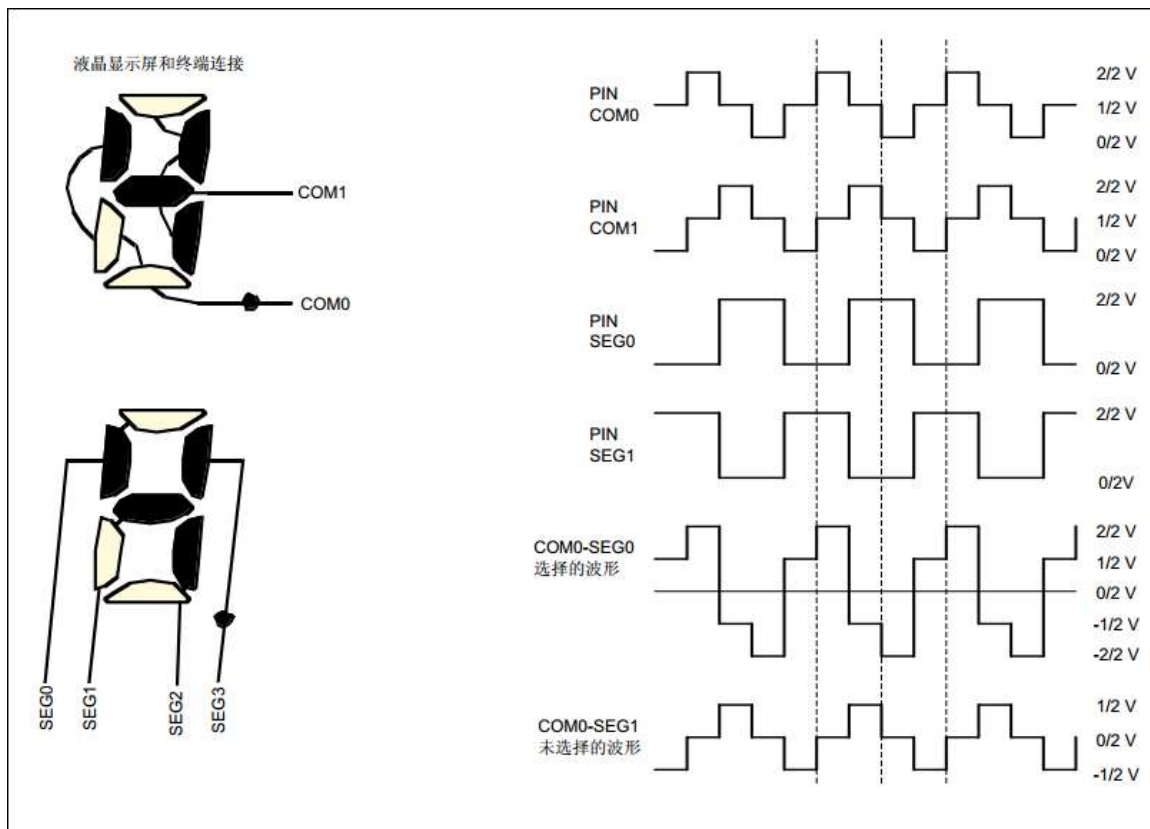 液晶显示屏和终端连接
COM1
COM0
SEG0
SEG1
SEG2
SEG3
PIN
COM0
2/2 V
1/2 V
0/2 V
PIN
COM1
2/2 V
1/2 V
0/2 V
PIN
SEG0
2/2 V
0/2 V
PIN
SEG1
2/2 V
0/2V
COM0-SEG0
选择的波形
2/2 V
1/2 V
0/2 V
-1/2 V
-2/2 V
COM0-SEG1
未选择的波形
1/2 V
0/2 V
-1/2 V